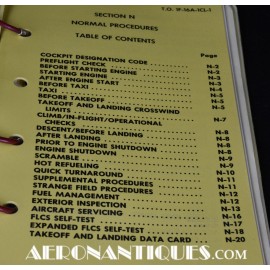 T.O. 1F-16A-1CL-1
SECTION N
NORMAL PROCEDURES
TABLE OF CONTENTS
Page
COCKPIT DESIGNATION CODE N-2
PREFLIGHT CHECK N-2
BEFORE STARTING ENGINE N-2
STARTING ENGINE N-3
AFTER ENGINE START N-3
BEFORE TAXI N-5
TAXI N-5
BEFORE TAKEOFF N-5
TAKEOFF AND LANDING CROSSWIND
LIMITS N-7
CLIMB/IN-FLIGHT/OPERATIONAL
CHECKS N-8
DESCENT/BEFORE LANDING N-8
AFTER LANDING N-8
PRIOR TO ENGINE SHUTDOWN N-8
ENGINE SHUTDOWN N-9
SCRAMBLE N-9
HOT REFUELING N-10
QUICK TURNAROUND N-11
SUPPLEMENTAL PROCEDURES N-11
STRANGE FIELD PROCEDURES N-11
FUEL MANAGEMENT N-12
EXTERIOR INSPECTION N-13
AIRCRAFT SERVICING N-16
FLCS SELF-TEST N-17
EXPANDED FLCS SELF-TEST N-18
TAKEOFF AND LANDING DATA CARD N-20
AERONANTIQUES.COM